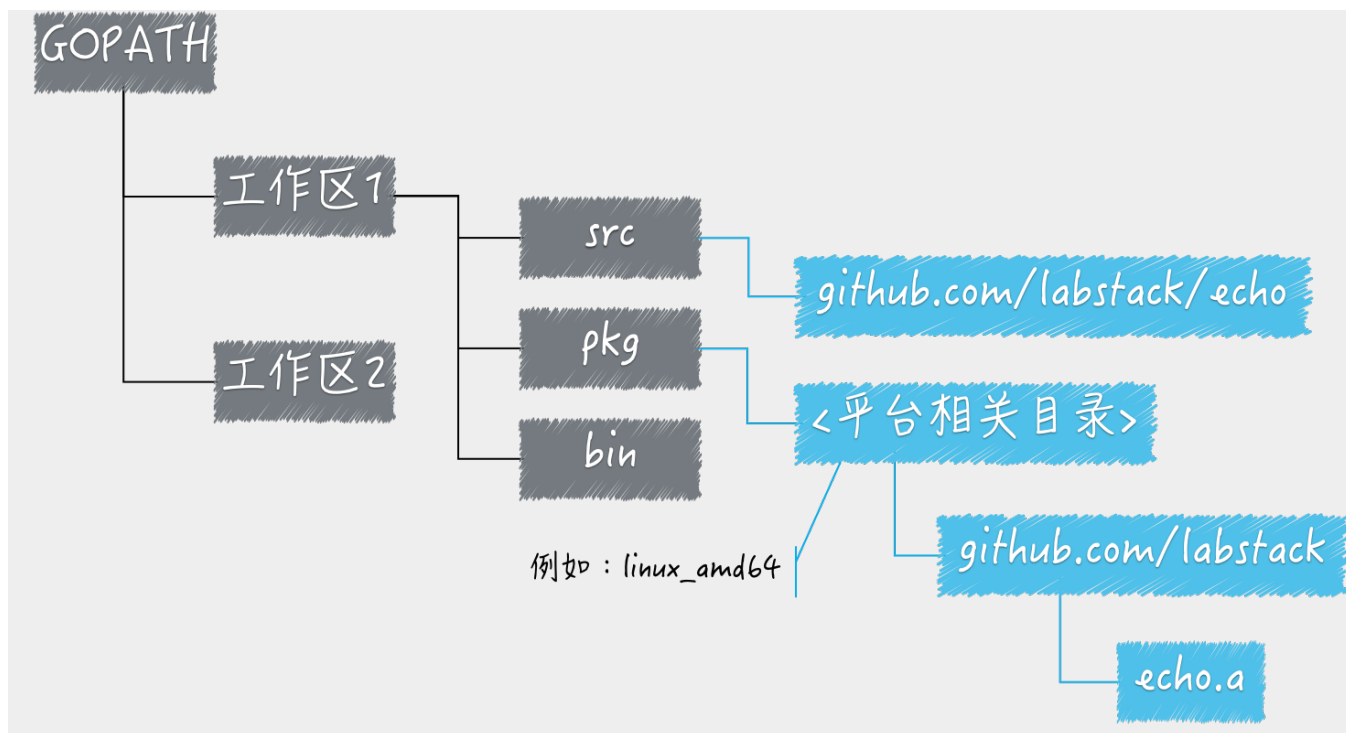 GOPATH
工作区1
src
github.com/labstack/echo
pkg
工作区2
<平台相关目录>
bin
例如：linux_amd64
github.com/labstack
echo.a